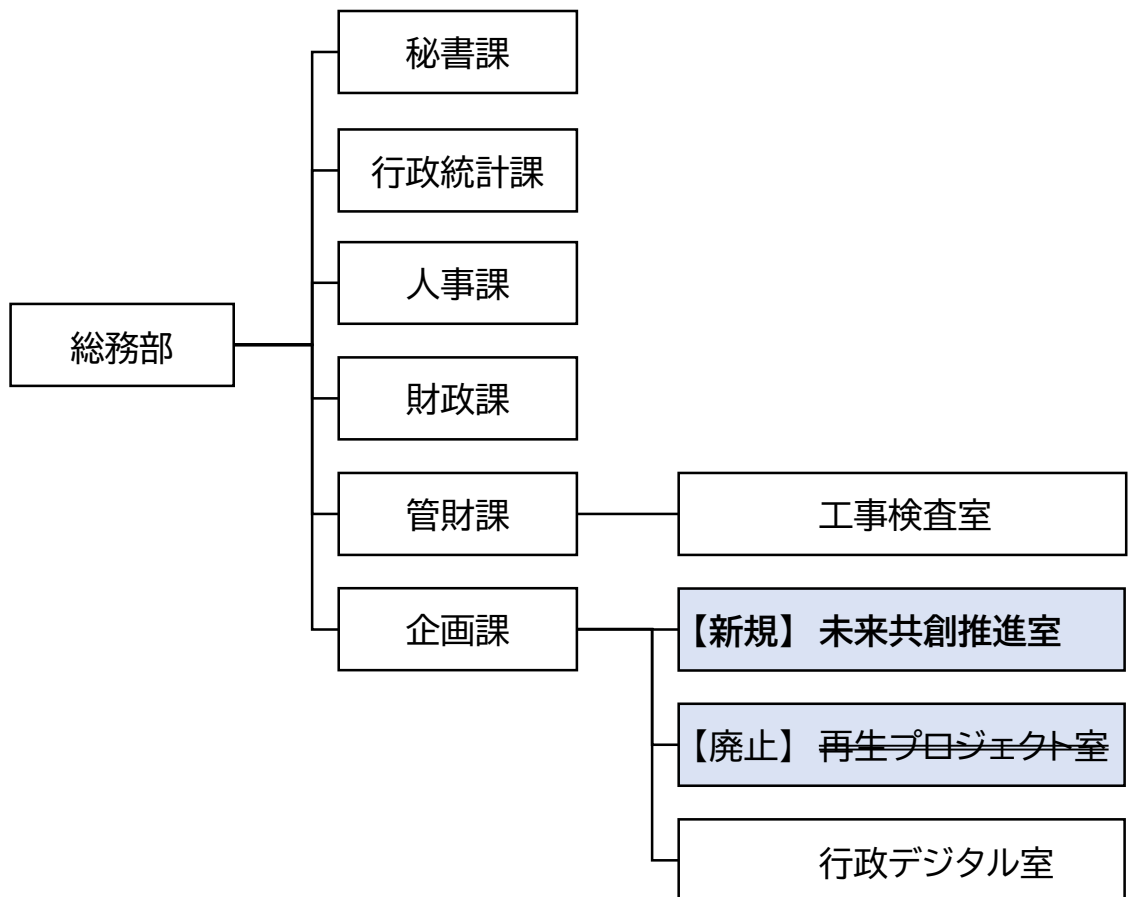 秘書課
行政統計課
人事課
総務部
財政課
管財課
工事検査室
企画課
【新規】 未来共創推進室
【廃止】 再生プロジェクト室
行政デジタル室